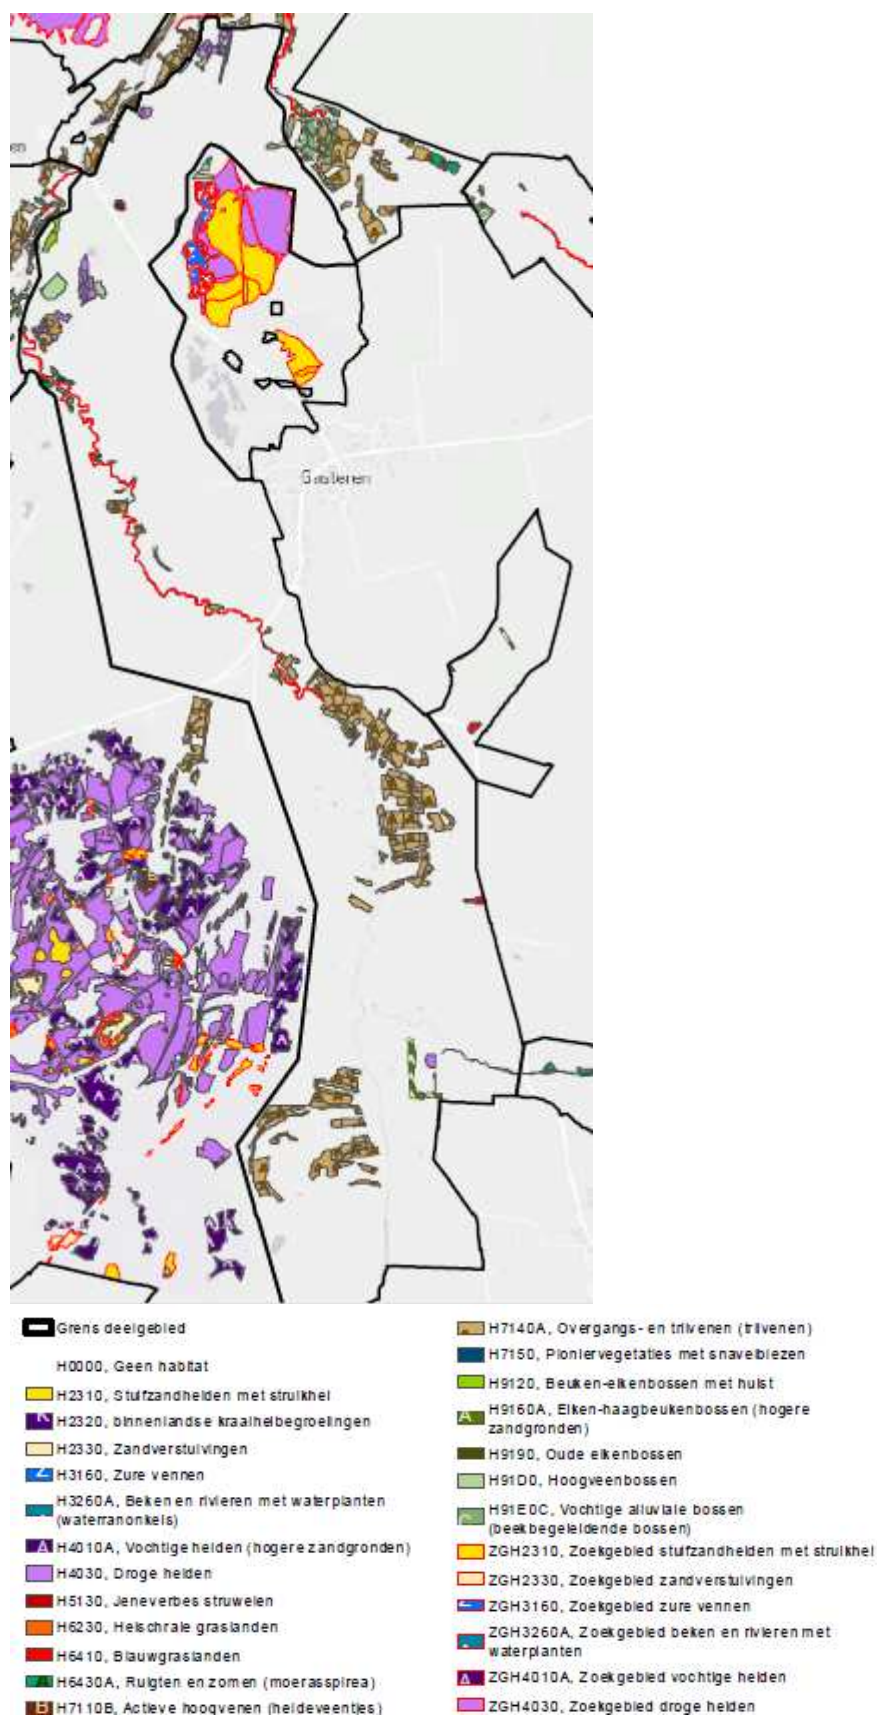 en
Gasteren
Grens deelgebied
H0000, Geen habitat
H2310, Stuifzandheiden met struikhei
H2320, binnenlandse kraaiheibegroeiingen
H2330, Zandverstuivingen
H3160, Zure vennen
H3260A, Beken en rivieren met waterplanten
(waterranonkels)
H4010A, Vochtige heiden (hogere zandgronden)
H4030, Droge heiden
H5130, Jeneverbes struwelen
H6230, Heischrale graslanden
H6410, Blauwgraslanden
H6430A, Ruigten en zomen (moerasspirea)
H7110B, Actieve hoogvenen (heideveentjes)
H7140A, Overgangs- en trilvenen (trilvenen)
H7150, Pioniervegetaties met snavelbiezen
H9120, Beuken-eikenbossen met hulst
H9160A, Eiken-haagbeukenbossen (hogere
zandgronden)
H9190, Oude eikenbossen
H91D0, Hoogveenbossen
H91E0C, Vochtige alluviale bossen
(beekbegeleidende bossen)
ZGH2310, Zoekgebied stuifzandheiden met struikhei
ZGH2330, Zoekgebied zandverstuivingen
ZGH3160, Zoekgebied zure vennen
ZGH3260A, Zoekgebied beken en rivieren met
waterplanten
ZGH4010A, Zoekgebied vochtige heiden
ZGH4030, Zoekgebied droge heiden